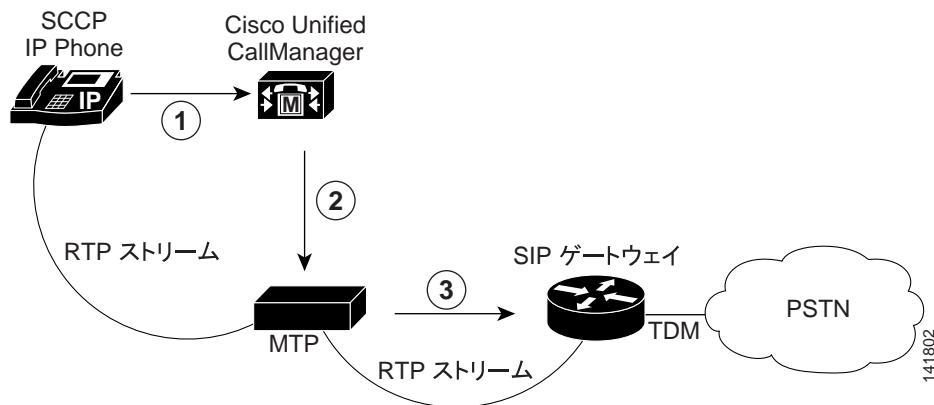 SCCP
IP Phone
Cisco Unified
CallManager
IP
M
1
2
RTP ストリーム
SIP ゲートウェイ
3
MTP
TDM
PSTN
RTP ストリーム
141802